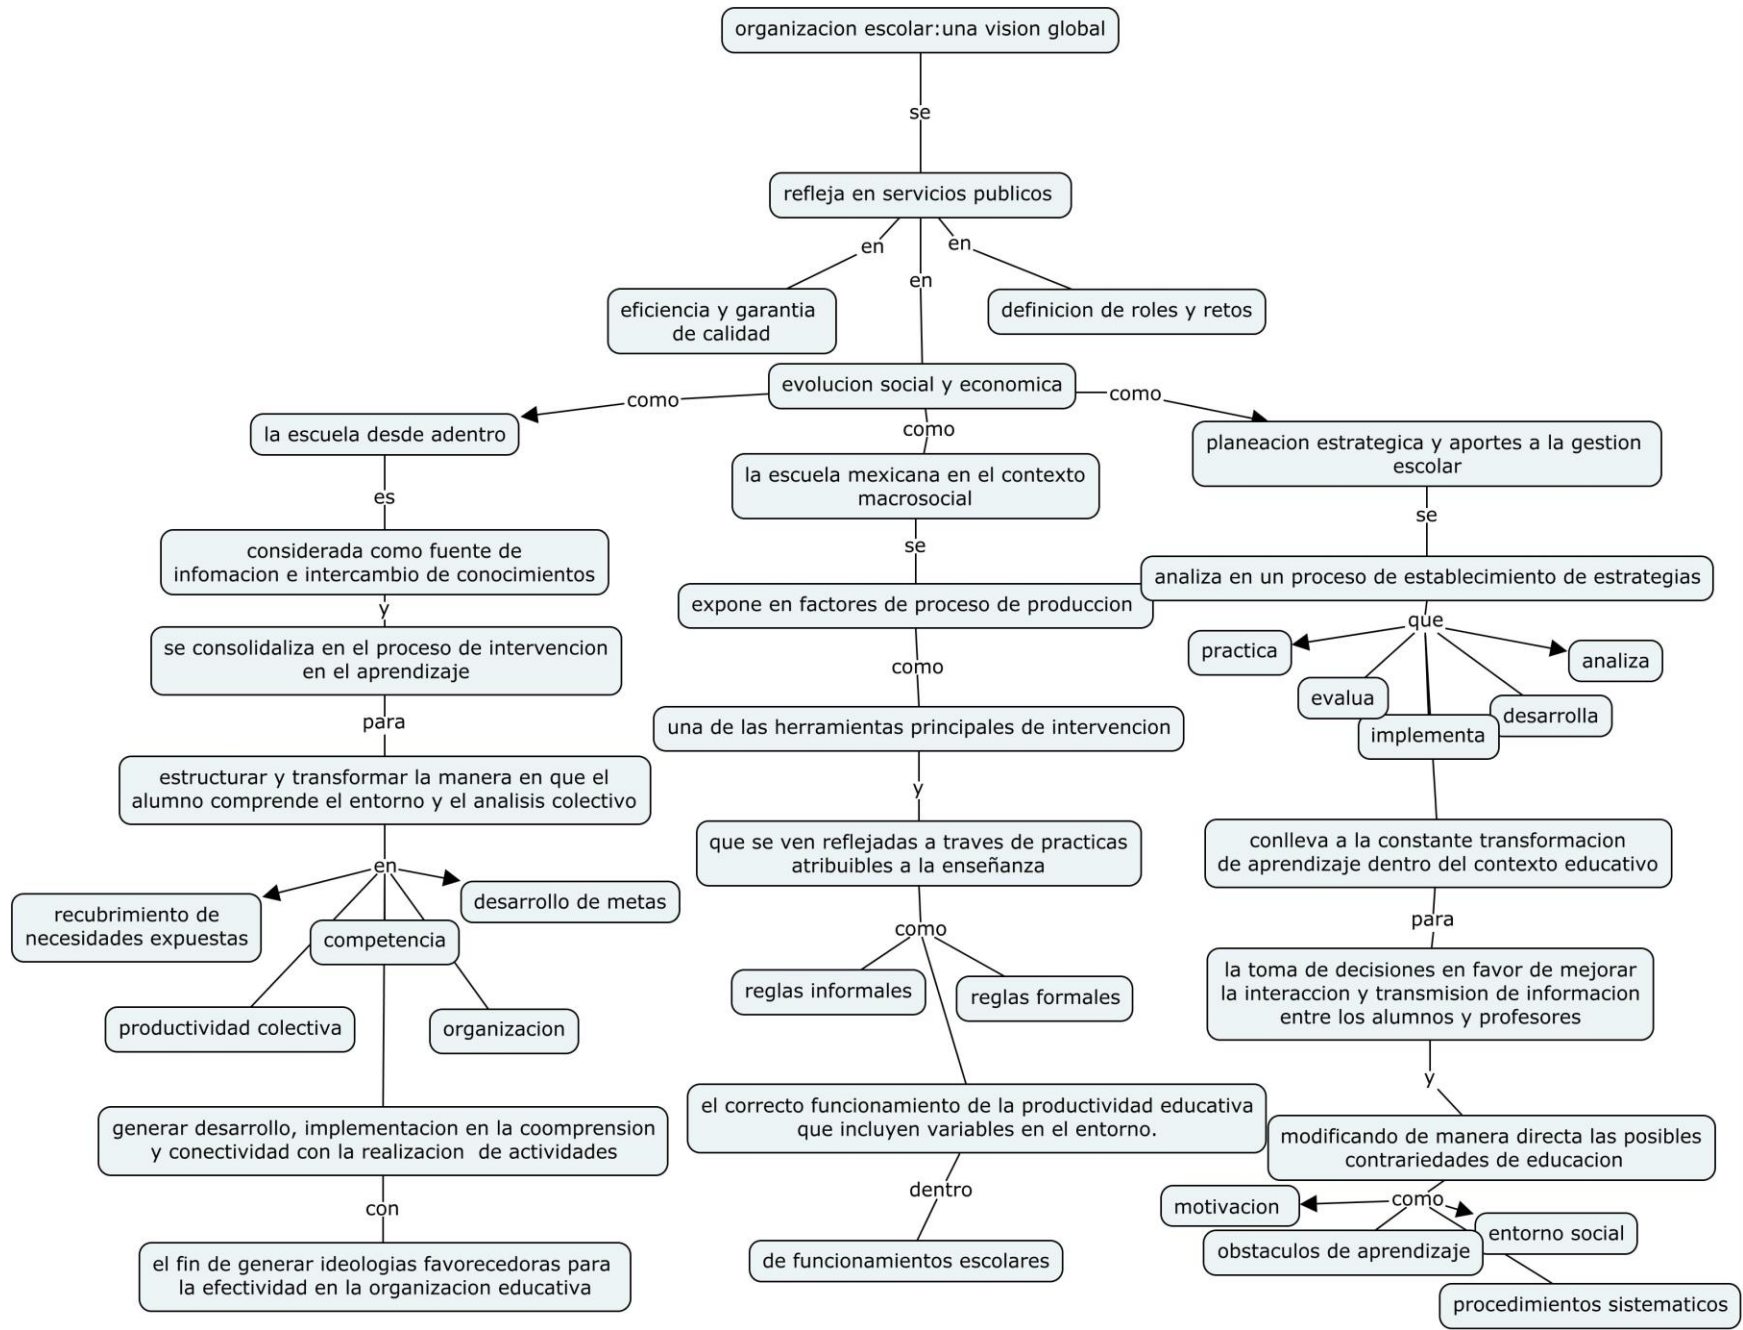 organizacion escolar:una vision global
se
refleja en servicios publicos
en
en
en
eficiencia y garantia
de calidad
definicion de roles y retos
evolucion social y economica
como
como
como
la escuela desde adentro
es
considerada como fuente de
infomacion e intercambio de conocimientos
y
se consolidaliza en el proceso de intervencion
en el aprendizaje
para
estructurar y transformar la manera en que el
alumno comprende el entorno y el analisis colectivo
en
recubrimiento de
necesidades expuestas
desarrollo de metas
competencia
productividad colectiva
organizacion
generar desarrollo, implementacion en la coomprension
y conectividad con la realizacion de actividades
con
el fin de generar ideologias favorecedoras para
la efectividad en la organizacion educativa
la escuela mexicana en el contexto
macrosocial
se
expone en factores de proceso de produccion
como
una de las herramientas principales de intervencion
y
que se ven reflejadas a traves de practicas
atribuibles a la enseñanza
como
reglas informales
reglas formales
el correcto funcionamiento de la productividad educativa
que incluyen variables en el entorno.
dentro
de funcionamientos escolares
planeacion estrategica y aportes a la gestion
escolar
se
analiza en un proceso de establecimiento de estrategias
que
practica
analiza
evalua
desarrolla
implementa
conlleva a la constante transformacion
de aprendizaje dentro del contexto educativo
para
la toma de decisiones en favor de mejorar
la interaccion y transmision de informacion
entre los alumnos y profesores
y
modificando de manera directa las posibles
contrariedades de educacion
como
motivacion
entorno social
obstaculos de aprendizaje
procedimientos sistematicos